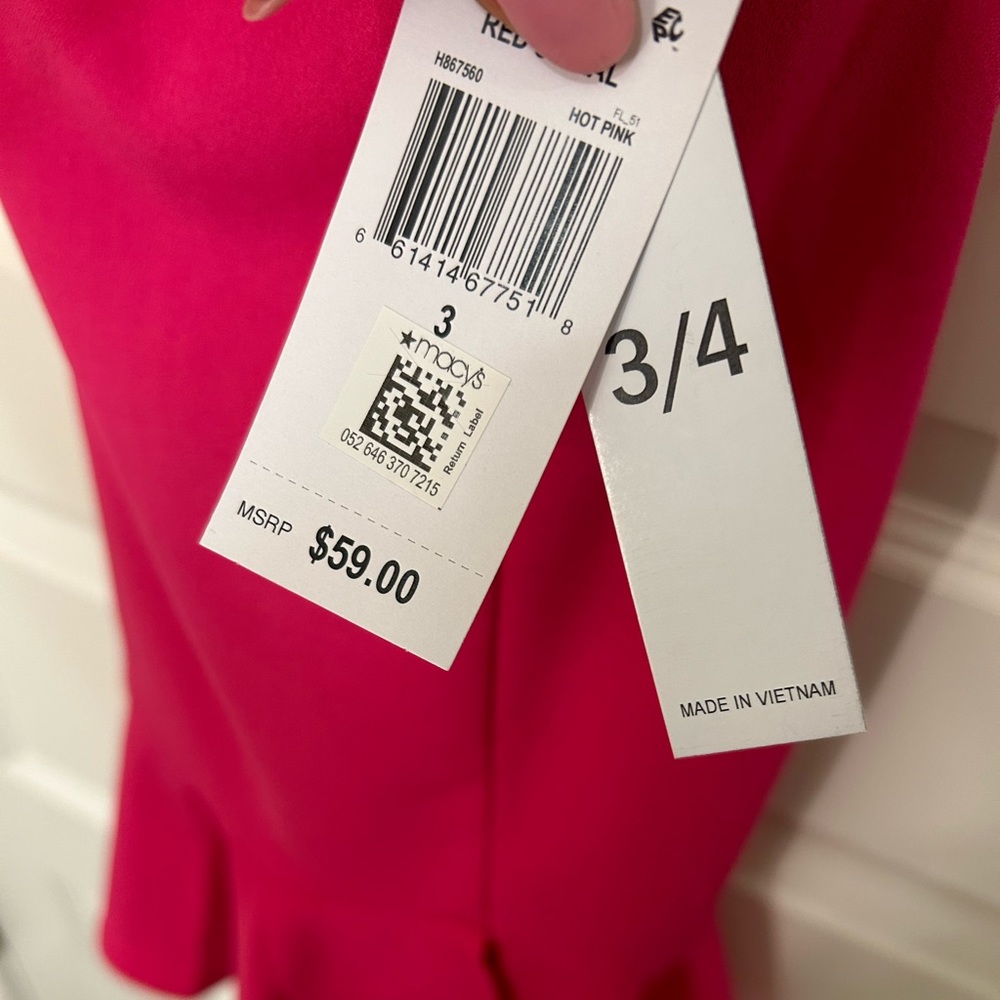 H867560
FL_51
HOT PINK
6 61414 67751 8
3
macy's
Return Label
052 646 370 7215
MSRP $59.00
3/4
MADE IN VIETNAM